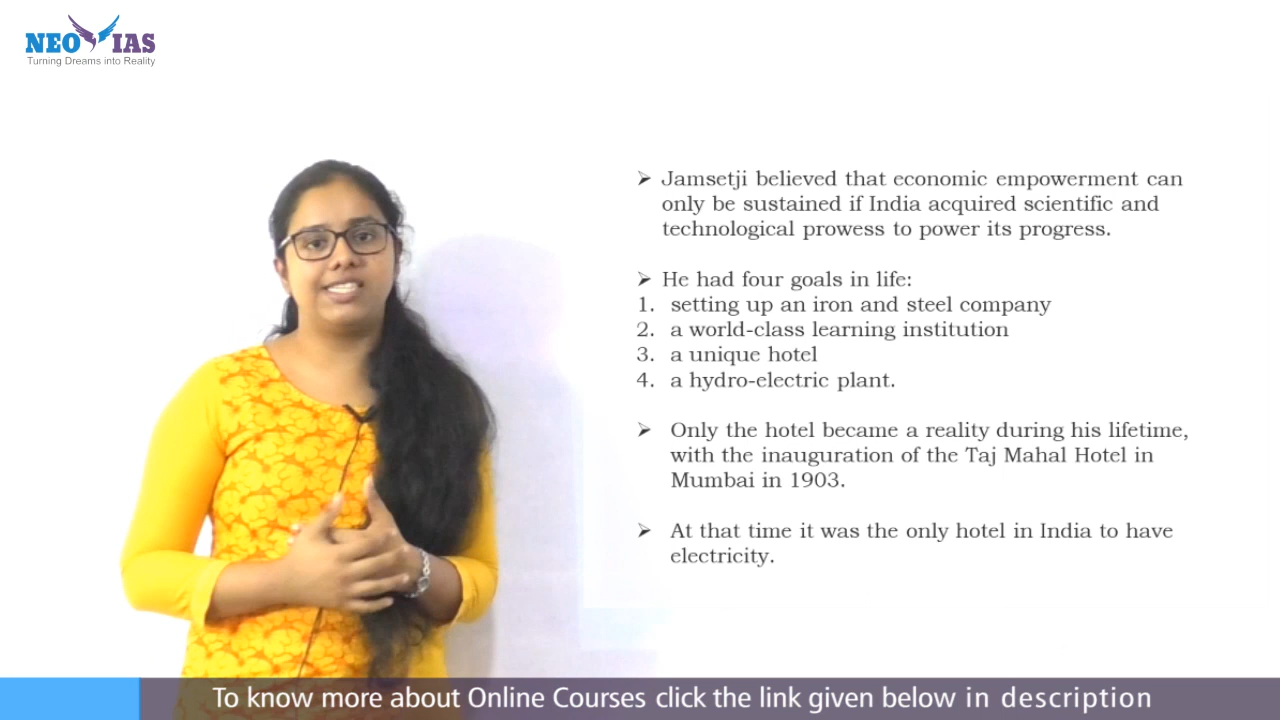 NEO IAS
Turning Dreams into Reality
➢ Jamsetji believed that economic empowerment can
only be sustained if India acquired scientific and
technological prowess to power its progress.
➢ He had four goals in life:
1. setting up an iron and steel company
2. a world-class learning institution
3. a unique hotel
4. a hydro-electric plant.
➢ Only the hotel became a reality during his lifetime,
with the inauguration of the Taj Mahal Hotel in
Mumbai in 1903.
➢ At that time it was the only hotel in India to have
electricity.
To know more about Online Courses click the link given below in description